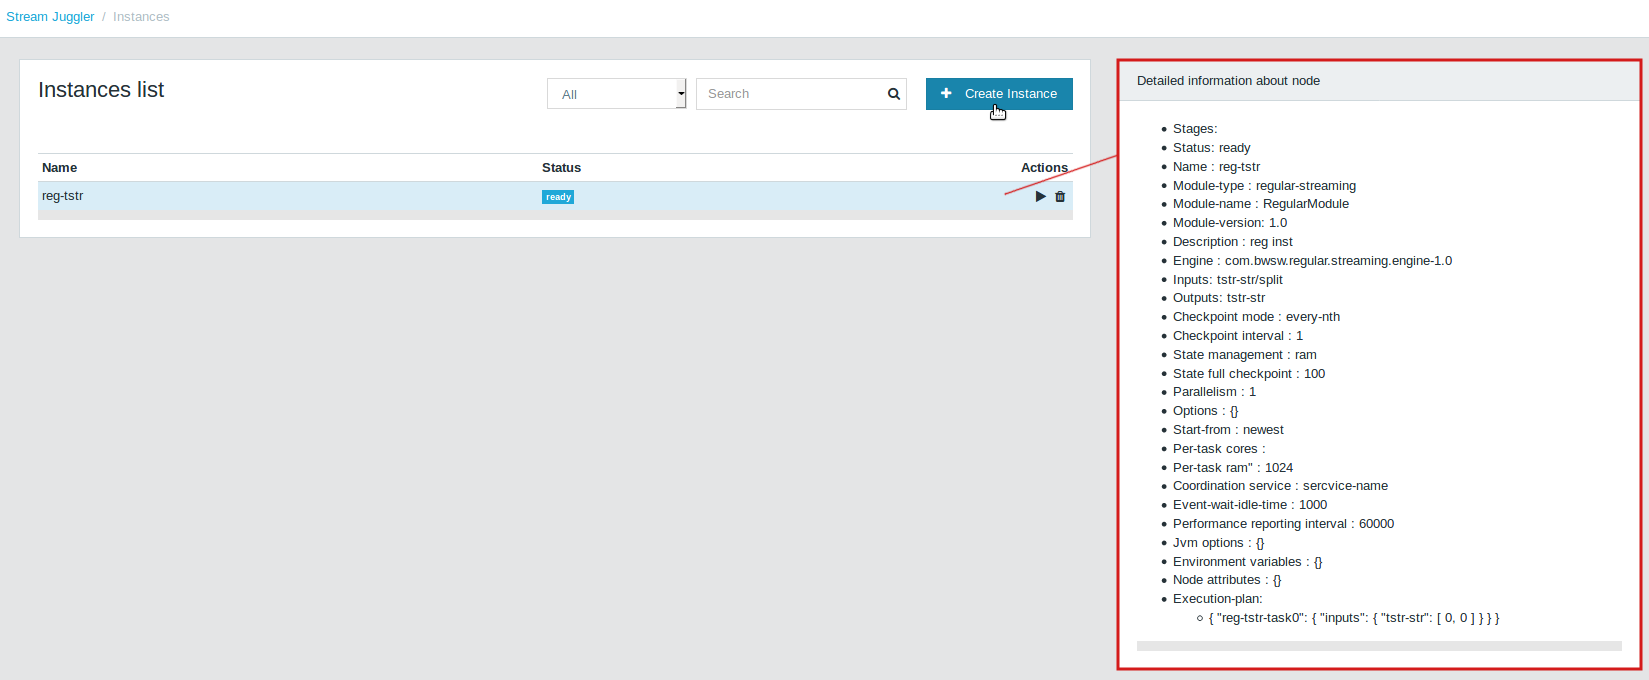 Stream Juggler / Instances
Instances list
All
Search
Create Instance
Name Status Actions
reg-tstr ready
Detailed information about node
Stages:
Status: ready
Name : reg-tstr
Module-type : regular-streaming
Module-name : RegularModule
Module-version: 1.0
Description : reg inst
Engine : com.bwsw.regular.streaming.engine-1.0
Inputs: tstr-str/split
Outputs: tstr-str
Checkpoint mode : every-nth
Checkpoint interval : 1
State management : ram
State full checkpoint : 100
Parallelism : 1
Options : {}
Start-from : newest
Per-task cores :
Per-task ram" : 1024
Coordination service : sercvice-name
Event-wait-idle-time : 1000
Performance reporting interval : 60000
Jvm options : {}
Environment variables : {}
Node attributes : {}
Execution-plan:
{ "reg-tstr-task0": { "inputs": { "tstr-str": [ 0, 0 ] } } }